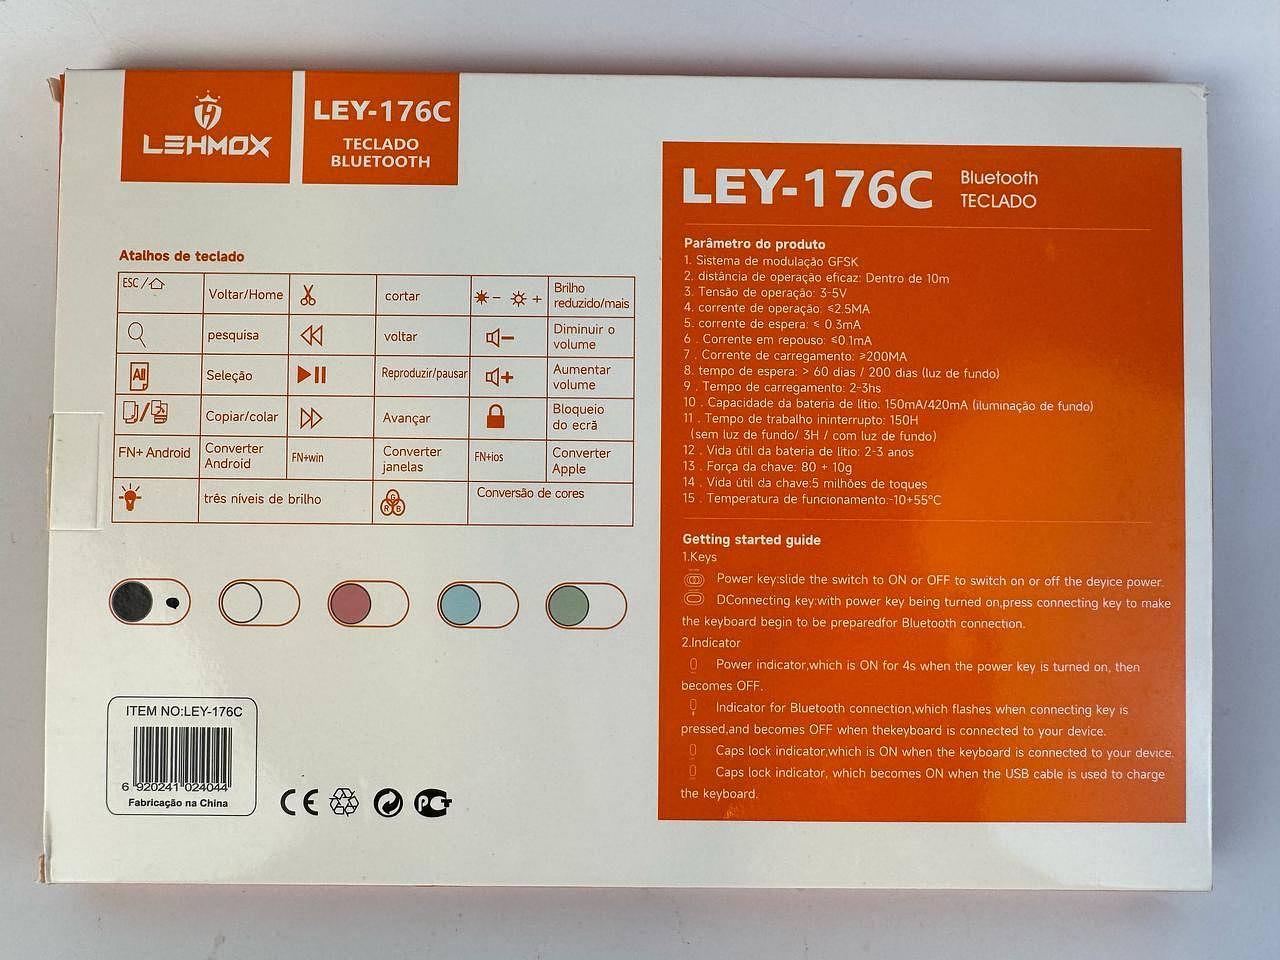 LEHMOX
LEY-176C
TECLADO
BLUETOOTH
Atalhos de teclado
ESC /
Voltar/Home
cortar
- +
Brilho
reduzido/mais
pesquisa
voltar
Diminuir o
volume
All
Seleção
Reproduzir/pausar
Aumentar
volume
Copiar/colar
Avançar
Bloqueio
do ecrã
FN+ Android
Converter
Android
FN+win
Converter
janelas
FN+ios
Converter
Apple
três níveis de brilho
G
R B
Conversão de cores
ITEM NO:LEY-176C
6 920241 024044
Fabricação na China
CE
LEY-176C
Bluetooth
TECLADO
Parâmetro do produto
1. Sistema de modulação GFSK
2. distância de operação eficaz: Dentro de 10m
3. Tensão de operação: 3-5V
4. corrente de operação: ≤2.5MA
5. corrente de espera: ≤ 0.3mA
6 . Corrente em repouso: ≤0.1mA
7 . Corrente de carregamento: ≥200MA
8. tempo de espera: > 60 dias / 200 dias (luz de fundo)
9 . Tempo de carregamento: 2-3hs
10 . Capacidade da bateria de lítio: 150mA/420mA (iluminação de fundo)
11 . Tempo de trabalho ininterrupto: 150H
(sem luz de fundo/ 3H / com luz de fundo)
12 . Vida útil da bateria de lítio: 2-3 anos
13 . Força da chave: 80 + 10g
14 . Vida útil da chave:5 milhões de toques
15 . Temperatura de funcionamento:-10+55°C
Getting started guide
1.Keys
Power key:slide the switch to ON or OFF to switch on or off the deyice power.
DConnecting key:with power key being turned on,press connecting key to make
the keyboard begin to be preparedfor Bluetooth connection.
2.Indicator
Power indicator,which is ON for 4s when the power key is turned on, then
becomes OFF.
Indicator for Bluetooth connection,which flashes when connecting key is
pressed,and becomes OFF when thekeyboard is connected to your device.
Caps lock indicator,which is ON when the keyboard is connected to your device.
Caps lock indicator, which becomes ON when the USB cable is used to charge
the keyboard.